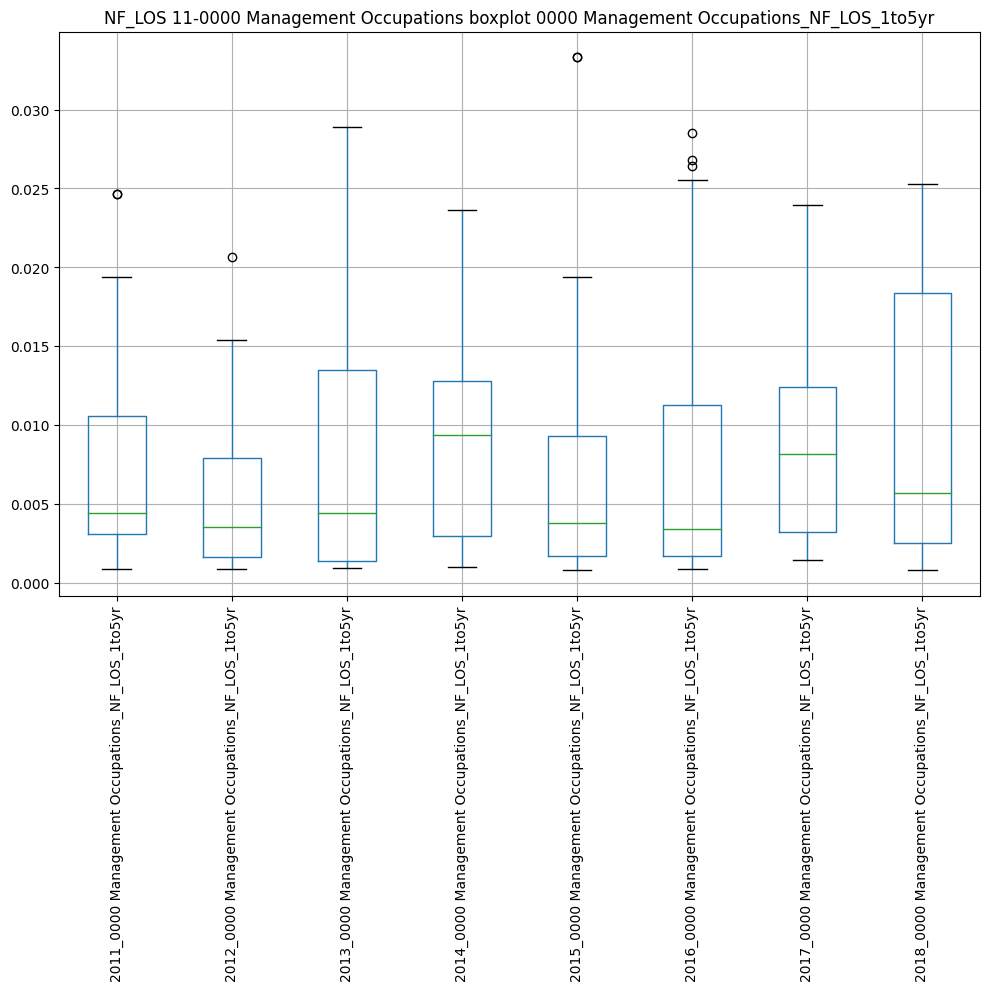 NF_LOS 11-0000 Management Occupations boxplot 0000 Management Occupations_NF_LOS_1to5yr
0.030
0.025
0.020
0.015
0.010
0.005
0.000
2011_0000 Management Occupations_NF_LOS_1to5yr
2012_0000 Management Occupations_NF_LOS_1to5yr
2013_0000 Management Occupations_NF_LOS_1to5yr
2014_0000 Management Occupations_NF_LOS_1to5yr
2015_0000 Management Occupations_NF_LOS_1to5yr
2016_0000 Management Occupations_NF_LOS_1to5yr
2017_0000 Management Occupations_NF_LOS_1to5yr
2018_0000 Management Occupations_NF_LOS_1to5yr